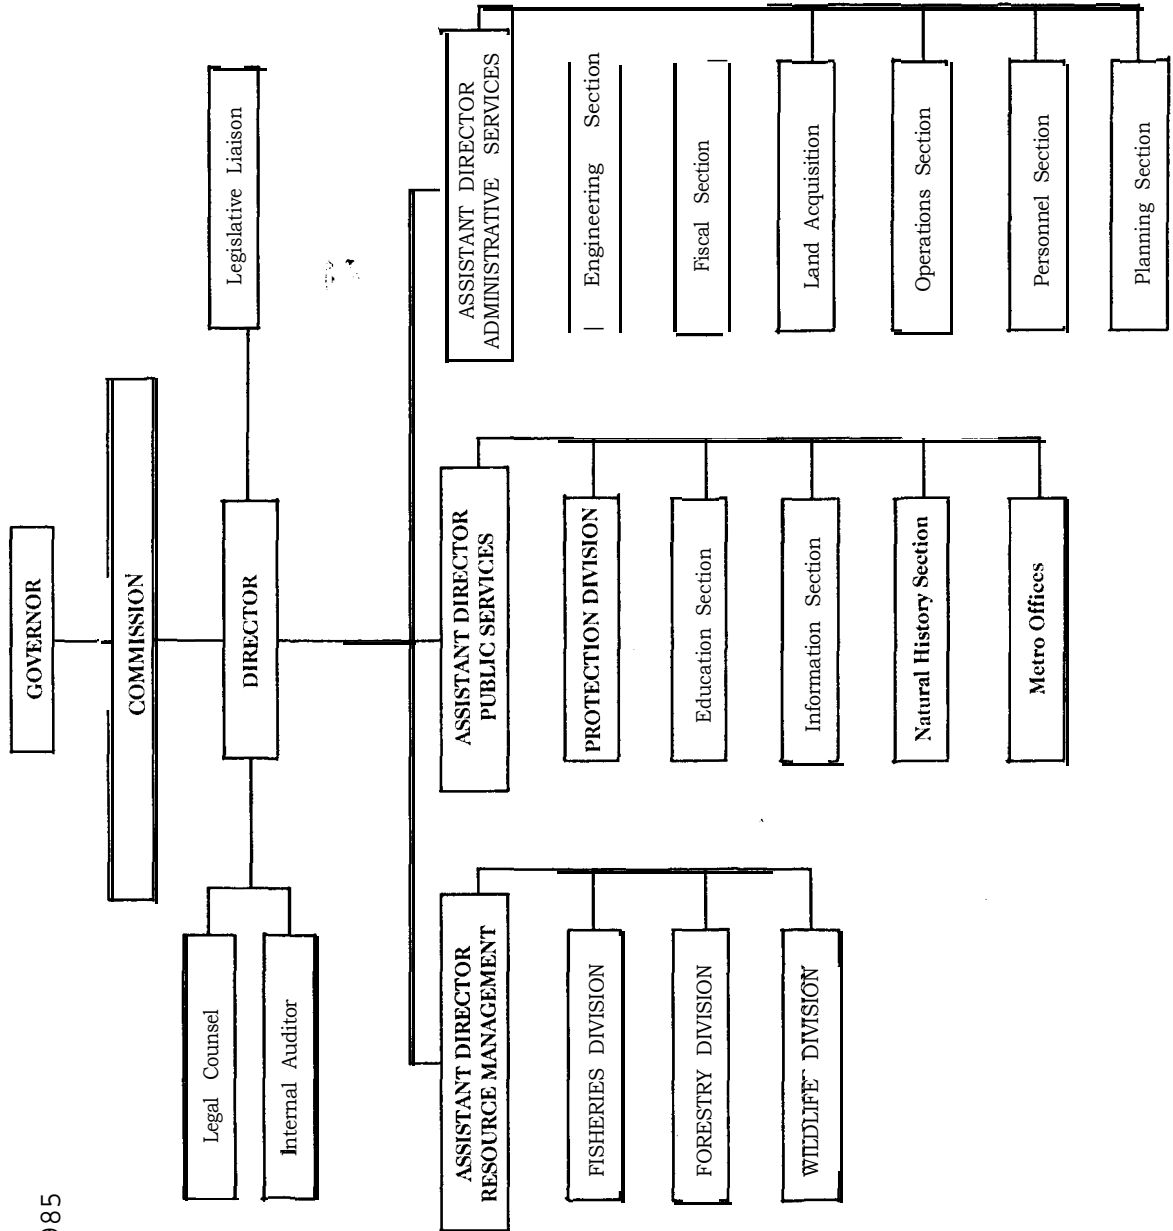 GOVERNOR
COMMISSION
DIRECTOR
Legislative Liaison
Legal Counsel
Internal Auditor
ASSISTANT DIRECTOR
RESOURCE MANAGEMENT
FISHERIES DIVISION
FORESTRY DIVISION
WILDLIFE DIVISION
ASSISTANT DIRECTOR
PUBLIC SERVICES
PROTECTION DIVISION
Education Section
Information Section
Natural History Section
Metro Offices
ASSISTANT DIRECTOR
ADMINISTRATIVE SERVICES
Engineering Section
Fiscal Section
Land Acquisition
Operations Section
Personnel Section
Planning Section